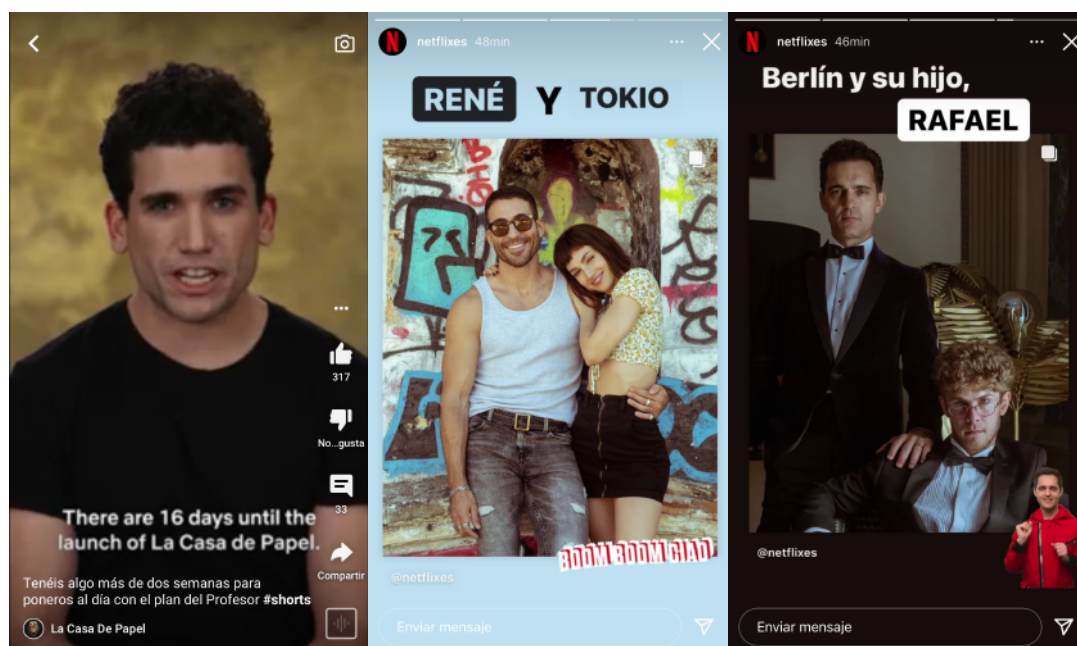 317
No...gusta
33
There are 16 days until the
launch of La Casa de Papel.
Compartir
Tenéis algo más de dos semanas para
poneros al día con el plan del Profesor #shorts
La Casa De Papel
N netflixes 48min
RENÉ Y TOKIO
BOOM BOOM CIAO!
@netflixes
Enviar mensaje
N netflixes 46min
Berlín y su hijo,
RAFAEL
@netflixes
Enviar mensaje